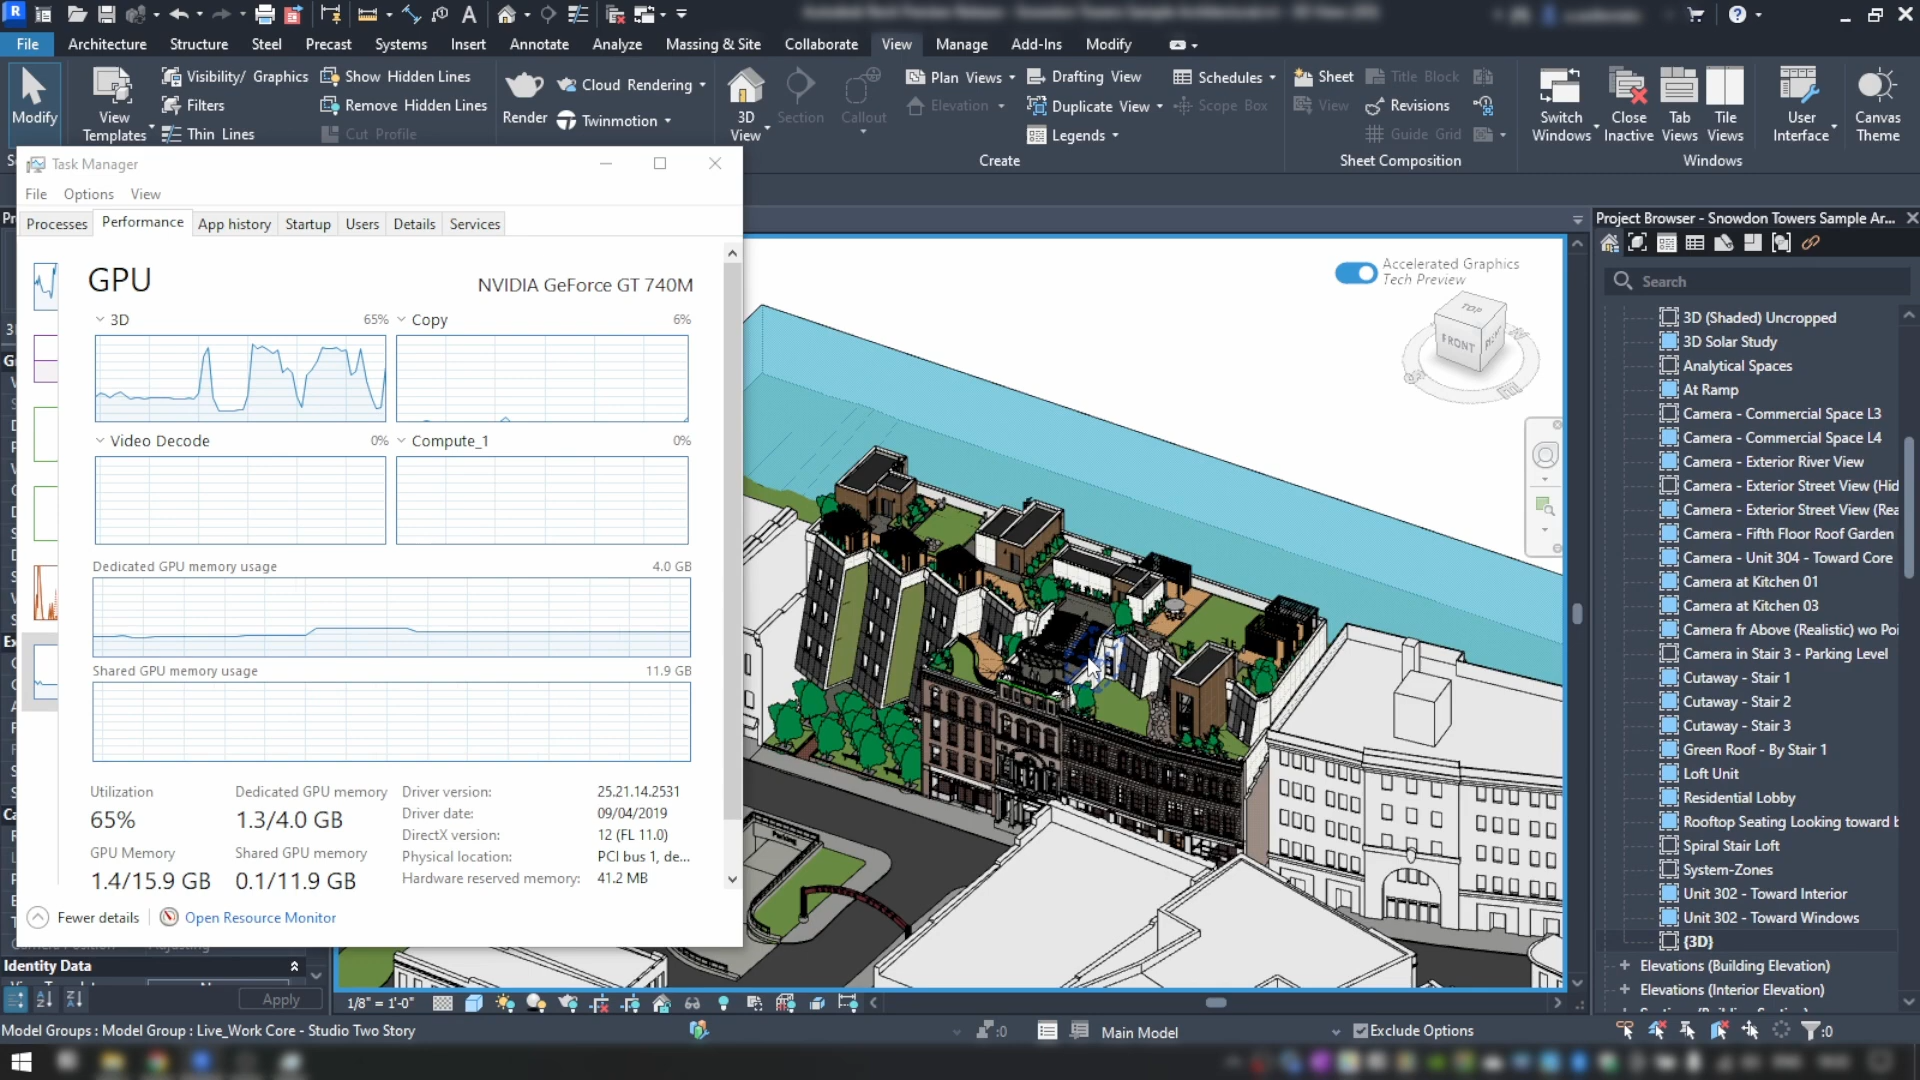 File Architecture Structure Steel Precast Systems Insert Annotate Analyze Massing & Site Collaborate View Manage Add-Ins Modify
Modify
View
Templates
Visibility/ Graphics
Filters
Thin Lines
Show Hidden Lines
Remove Hidden Lines
Cut Profile
Render
Cloud Rendering
Twinmotion
3D
View
Section
Callout
Plan Views
Elevation
Drafting View
Duplicate View
Legends
Schedules
Scope Box
Create
Sheet
View
Title Block
Revisions
Guide Grid
Sheet Composition
Switch
Windows
Close
Inactive
Tab
Views
Tile
Views
User
Interface
Canvas
Theme
Windows
Task Manager
File Options View
Processes Performance App history Startup Users Details Services
GPU
NVIDIA GeForce GT 740M
3D 65%
Copy 6%
Video Decode 0%
Compute_1 0%
Dedicated GPU memory usage 4.0 GB
Shared GPU memory usage 11.9 GB
Utilization
65%
Dedicated GPU memory
1.3/4.0 GB
GPU Memory
1.4/15.9 GB
Shared GPU memory
0.1/11.9 GB
Driver version: 25.21.14.2531
Driver date: 09/04/2019
DirectX version: 12 (FL 11.0)
Physical location: PCI bus 1, de...
Hardware reserved memory: 41.2 MB
Fewer details
Open Resource Monitor
Identity Data
Apply
Accelerated Graphics
Tech Preview
TOP
FRONT
Project Browser - Snowdon Towers Sample Ar...
Search
3D (Shaded) Uncropped
3D Solar Study
Analytical Spaces
At Ramp
Camera - Commercial Space L3
Camera - Commercial Space L4
Camera - Exterior River View
Camera - Exterior Street View (Hid
Camera - Exterior Street View (Rea
Camera - Fifth Floor Roof Garden
Camera - Unit 304 - Toward Core
Camera at Kitchen 01
Camera at Kitchen 03
Camera fr Above (Realistic) wo Poi
Camera in Stair 3 - Parking Level
Cutaway - Stair 1
Cutaway - Stair 2
Cutaway - Stair 3
Green Roof - By Stair 1
Loft Unit
Residential Lobby
Rooftop Seating Looking toward b
Spiral Stair Loft
System-Zones
Unit 302 - Toward Interior
Unit 302 - Toward Windows
{3D}
Elevations (Building Elevation)
Elevations (Interior Elevation)
1/8" = 1'-0"
Model Groups : Model Group : Live_Work Core - Studio Two Story
:0
Main Model
Exclude Options
:0